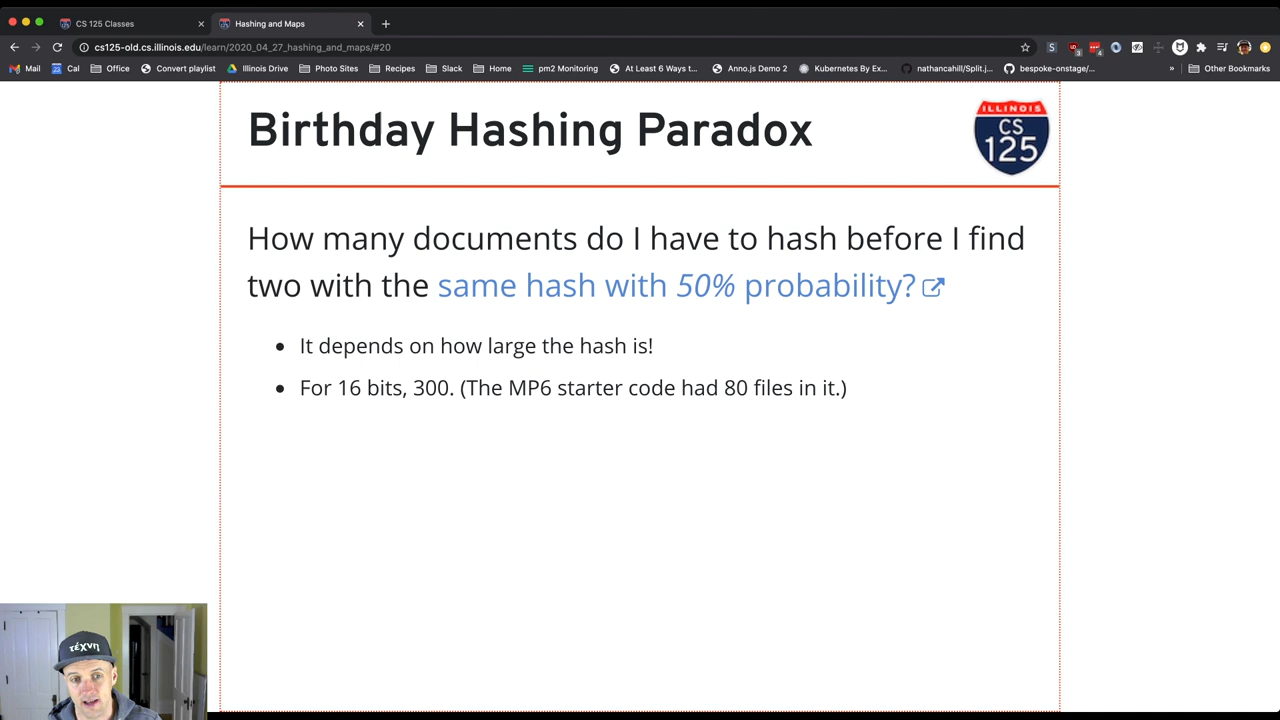 CS 125 Classes
Hashing and Maps
cs125-old.cs.illinois.edu/learn/2020_04_27_hashing_and_maps/#20
Mail Cal Office Convert playlist Illinois Drive Photo Sites Recipes Slack Home pm2 Monitoring At Least 6 Ways t... Anno.js Demo 2 Kubernetes By Ex... nathancahill/Split.j... bespoke-onstage/... » Other Bookmarks
Birthday Hashing Paradox
ILLINOIS
CS
125
How many documents do I have to hash before I find
two with the same hash with 50% probability?
• It depends on how large the hash is!
• For 16 bits, 300. (The MP6 starter code had 80 files in it.)
τέχνη